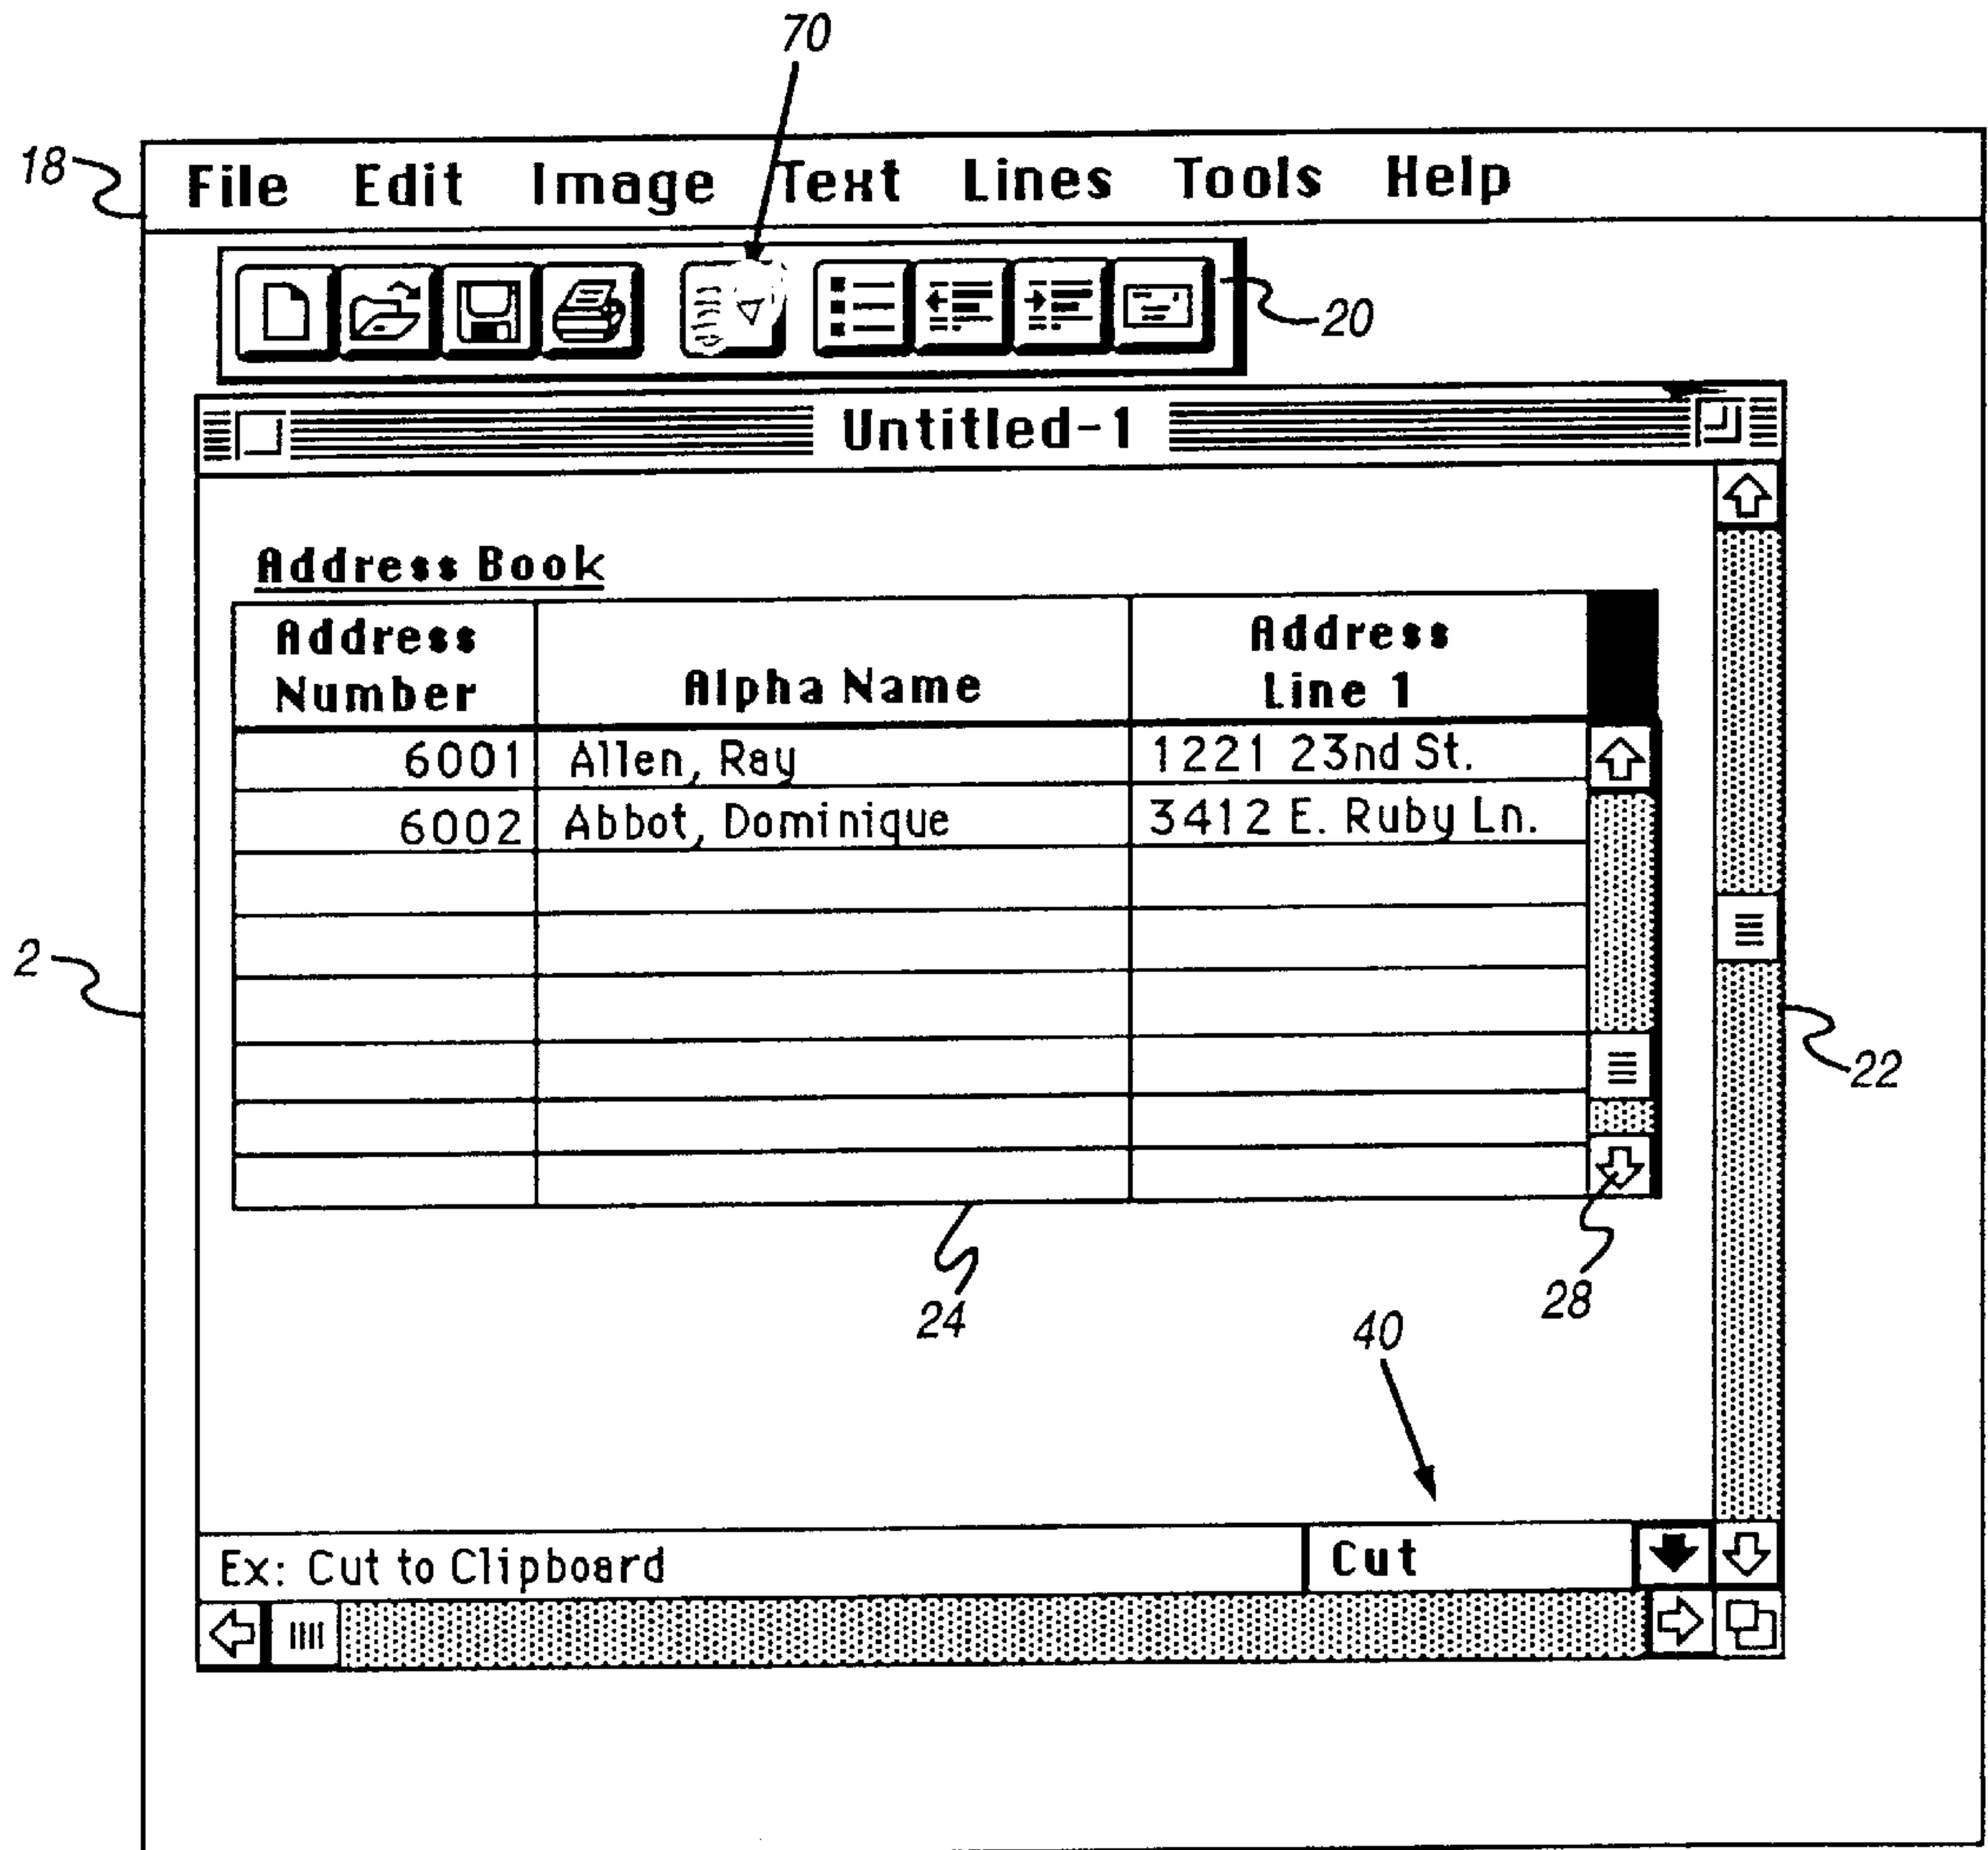 70
18
File Edit Image Text Lines Tools Help
20
Untitled-1
Address Book
Address Number Alpha Name Address Line 1
6001 Allen, Ray 1221 23nd St.
6002 Abbot, Dominique 3412 E. Ruby Ln.
2
22
24
28
40
Ex: Cut to Clipboard Cut